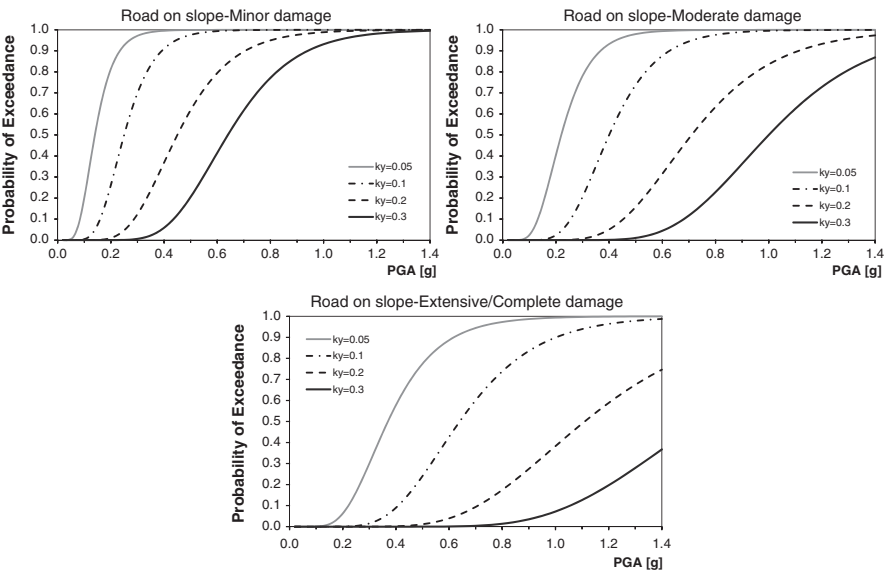 Road on slope-Minor damage
Probability of Exceedance
1.0
0.9
0.8
0.7
0.6
0.5
0.4
0.3
0.2
0.1
0.0
ky=0.05
ky=0.1
ky=0.2
ky=0.3
0.0 0.2 0.4 0.6 0.8 1.0 1.2 1.4
PGA [g]
Road on slope-Moderate damage
Probability of Exceedance
1.0
0.9
0.8
0.7
0.6
0.5
0.4
0.3
0.2
0.1
0.0
ky=0.05
ky=0.1
ky=0.2
ky=0.3
0.0 0.2 0.4 0.6 0.8 1.0 1.2 1.4
PGA [g]
Road on slope-Extensive/Complete damage
Probability of Exceedance
1.0
0.9
0.8
0.7
0.6
0.5
0.4
0.3
0.2
0.1
0.0
ky=0.05
ky=0.1
ky=0.2
ky=0.3
0.0 0.2 0.4 0.6 0.8 1.0 1.2 1.4
PGA [g]